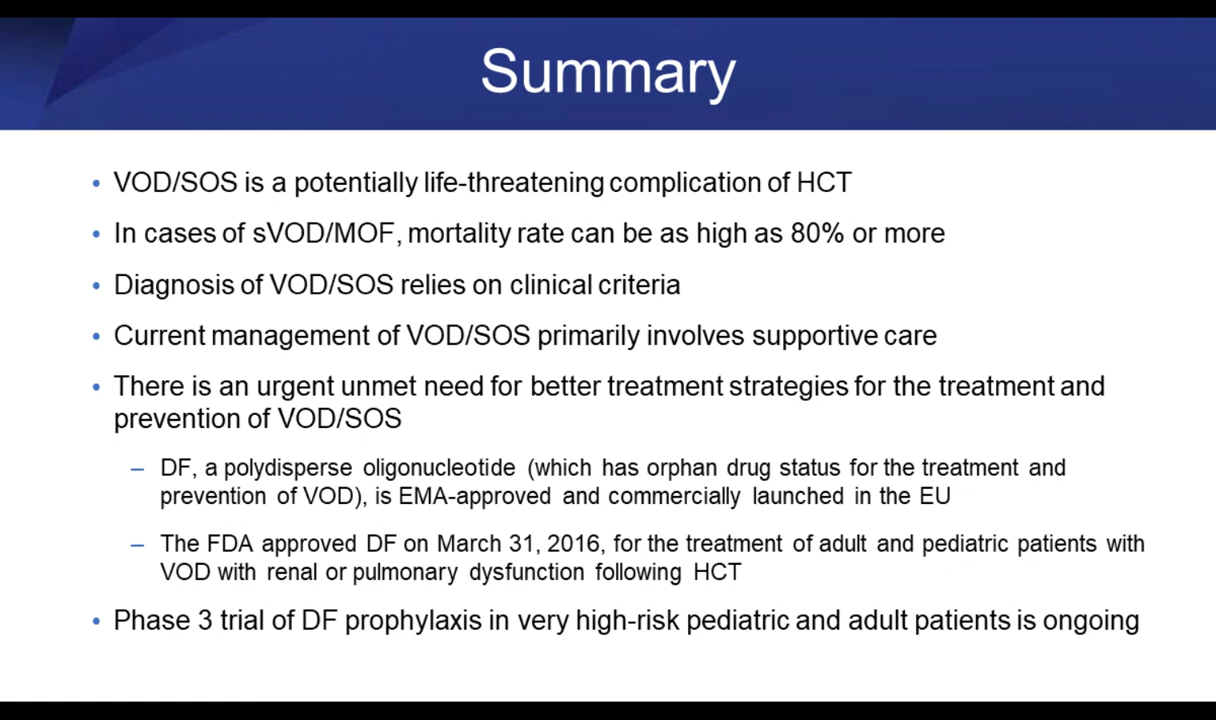 Summary
• VOD/SOS is a potentially life-threatening complication of HCT
• In cases of sVOD/MOF, mortality rate can be as high as 80% or more
• Diagnosis of VOD/SOS relies on clinical criteria
• Current management of VOD/SOS primarily involves supportive care
• There is an urgent unmet need for better treatment strategies for the treatment and
prevention of VOD/SOS
– DF, a polydisperse oligonucleotide (which has orphan drug status for the treatment and
prevention of VOD), is EMA-approved and commercially launched in the EU
– The FDA approved DF on March 31, 2016, for the treatment of adult and pediatric patients with
VOD with renal or pulmonary dysfunction following HCT
• Phase 3 trial of DF prophylaxis in very high-risk pediatric and adult patients is ongoing